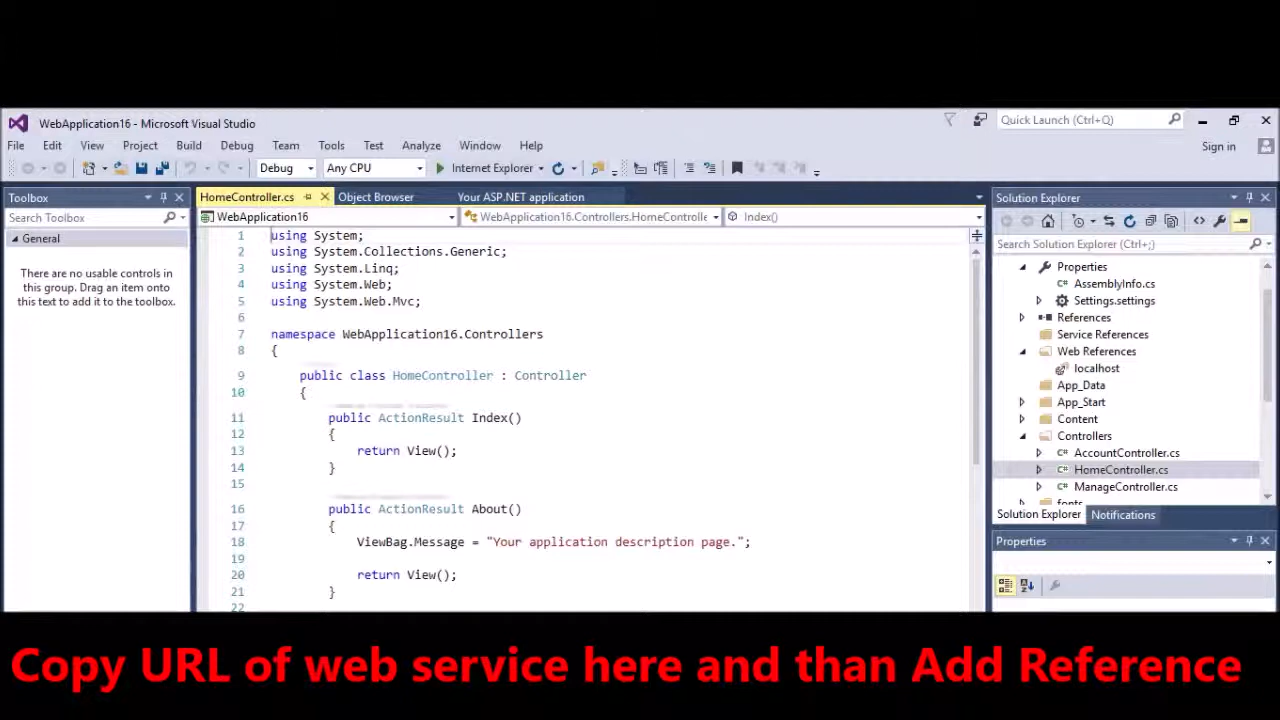 WebApplication16 - Microsoft Visual Studio
Quick Launch (Ctrl+Q)
File Edit View Project Build Debug Team Tools Test Analyze Window Help
Sign in
Debug Any CPU Internet Explorer
Toolbox
Search Toolbox
General
There are no usable controls in
this group. Drag an item onto
this text to add it to the toolbox.
HomeController.cs Object Browser Your ASP.NET application
WebApplication16 WebApplication16.Controllers.HomeControlle Index()
1 using System;
2 using System.Collections.Generic;
3 using System.Linq;
4 using System.Web;
5 using System.Web.Mvc;
6
7 namespace WebApplication16.Controllers
8 {
9 public class HomeController : Controller
10 {
11 public ActionResult Index()
12 {
13 return View();
14 }
15
16 public ActionResult About()
17 {
18 ViewBag.Message = "Your application description page.";
19
20 return View();
21 }
22
Solution Explorer
Search Solution Explorer (Ctrl+;)
Properties
AssemblyInfo.cs
Settings.settings
References
Service References
Web References
localhost
App_Data
App_Start
Content
Controllers
AccountController.cs
HomeController.cs
ManageController.cs
fonts
Solution Explorer Notifications
Properties
Copy URL of web service here and than Add Reference